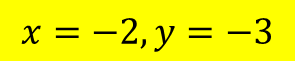 x = −2, y = −3